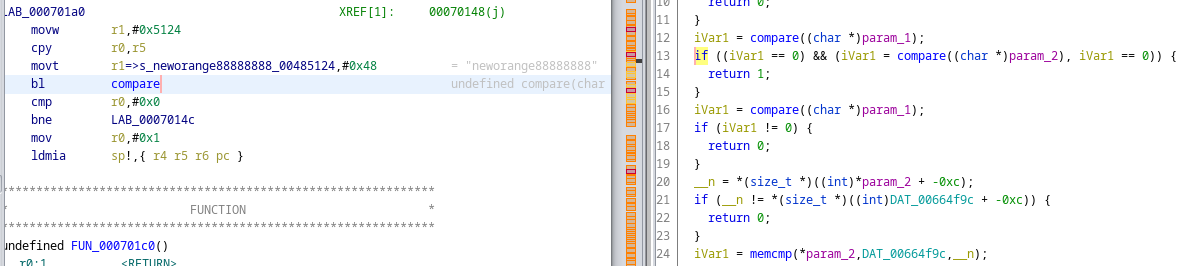 LAB_000701a0 XREF[1]: 00070148(j)
movw r1,#0x5124
cpy r0,r5
movt r1=>s_neworange88888888_00485124,#0x48 = "neworange88888888"
bl compare undefined compare(char
cmp r0,#0x0
bne LAB_0007014c
mov r0,#0x1
ldmia sp!,{ r4 r5 r6 pc }
************************************************************
* FUNCTION *
************************************************************
undefined FUN_000701c0()
r0:1 <RETURN>
10 return 0;
11 }
12 iVar1 = compare((char *)param_1);
13 if ((iVar1 == 0) && (iVar1 = compare((char *)param_2), iVar1 == 0)) {
14 return 1;
15 }
16 iVar1 = compare((char *)param_1);
17 if (iVar1 != 0) {
18 return 0;
19 }
20 __n = *(size_t *)((int)*param_2 + -0xc);
21 if (__n != *(size_t *)((int)DAT_00664f9c + -0xc)) {
22 return 0;
23 }
24 iVar1 = memcmp(*param_2,DAT_00664f9c,__n);